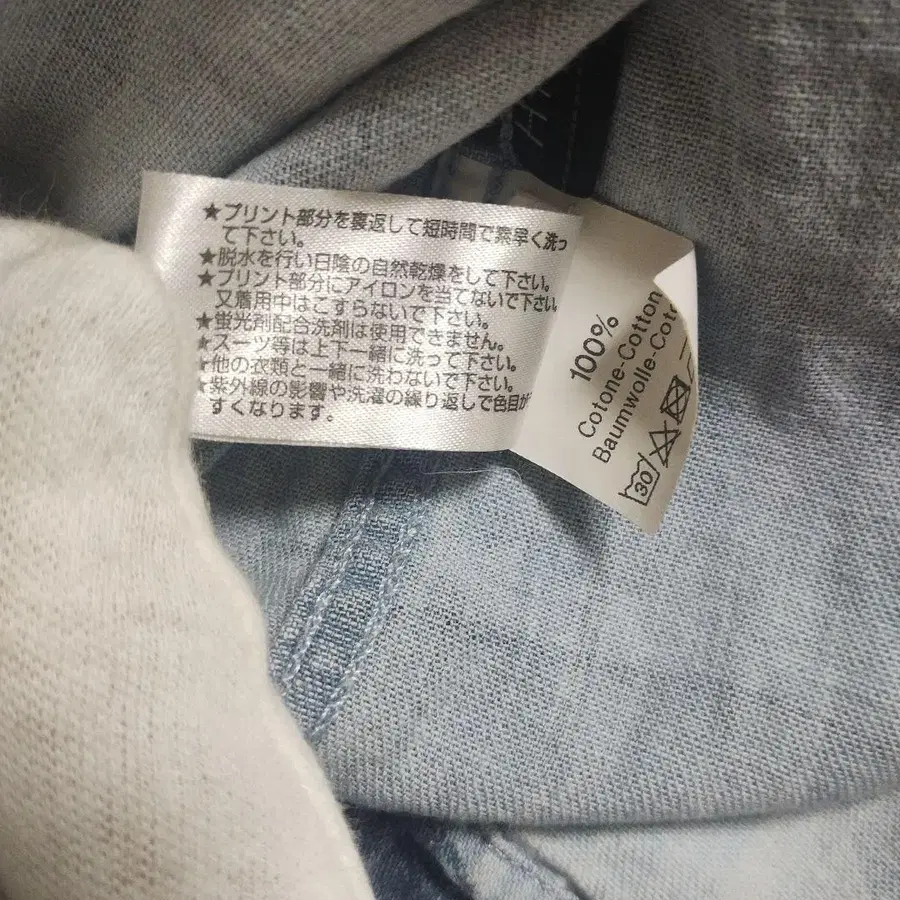 ★プリント部分を裏返して短時間で素早く洗っ
て下さい。
★脱水を行い日陰の自然乾燥をして下さい。
★プリント部分にアイロンを当てないで下さい。
又着用中はこすらないで下さい。
★蛍光剤配合洗剤は使用できません。
★スーツ等は上下一緒に洗って下さい。
★他の衣類と一緒に洗わないで下さい。
★紫外線の影響や洗濯の繰り返しで色目が
すくなります。
100%
Cotone-Cotton
Baumwolle-Cot
30